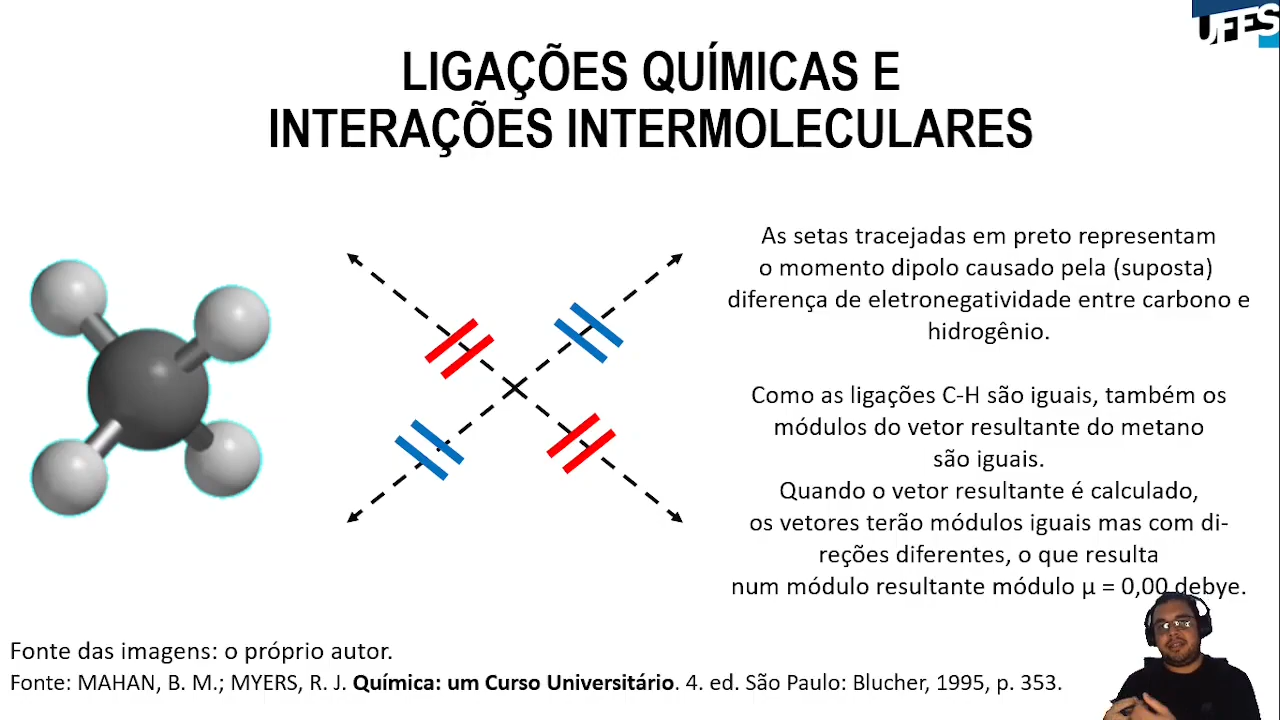 UFES
LIGAÇÕES QUÍMICAS E
INTERAÇÕES INTERMOLECULARES
As setas tracejadas em preto representam
o momento dipolo causado pela (suposta)
diferença de eletronegatividade entre carbono e
hidrogênio.
Como as ligações C-H são iguais, também os
módulos do vetor resultante do metano
são iguais.
Quando o vetor resultante é calculado,
os vetores terão módulos iguais mas com di-
reções diferentes, o que resulta
num módulo resultante módulo µ = 0,00 debye.
Fonte das imagens: o próprio autor.
Fonte: MAHAN, B. M.; MYERS, R. J. Química: um Curso Universitário. 4. ed. São Paulo: Blucher, 1995, p. 353.